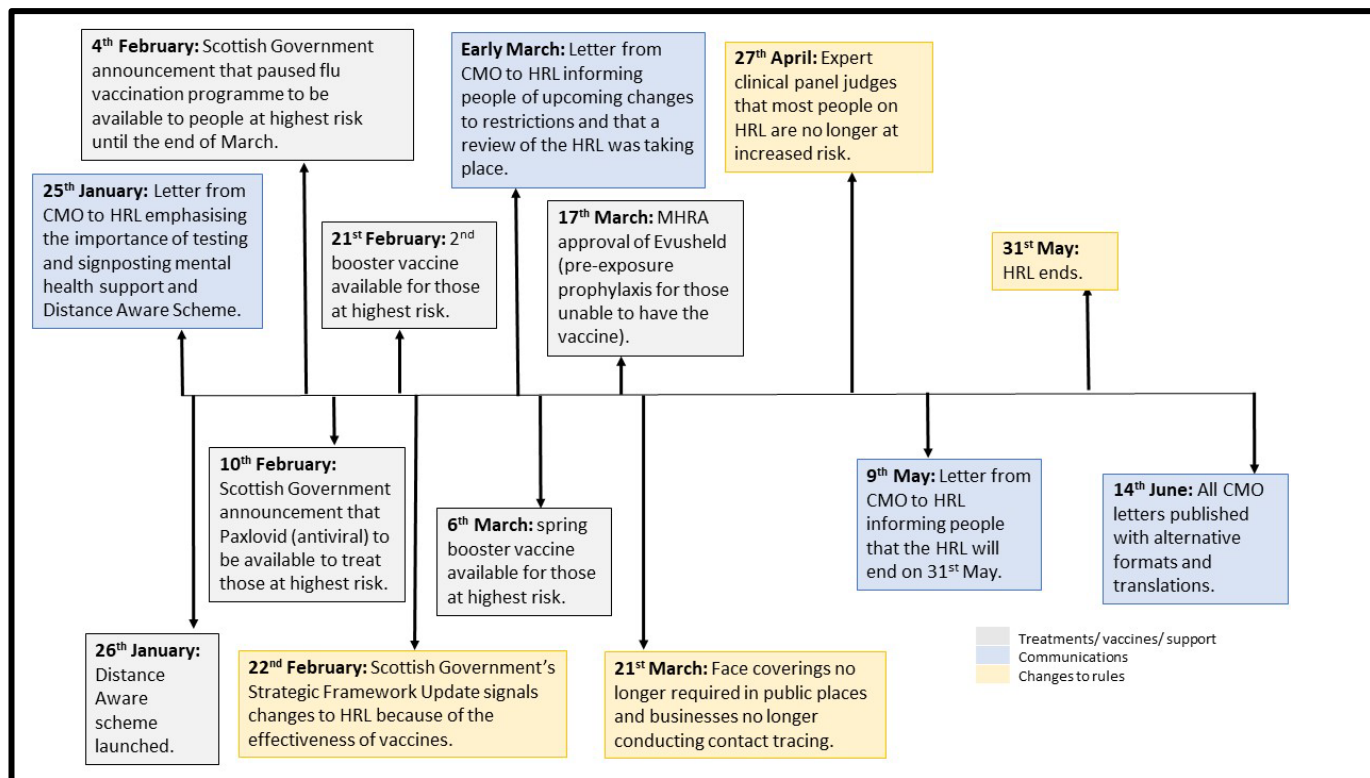 4th February: Scottish Government
announcement that paused flu
vaccination programme to be
available to people at highest risk
until the end of March.
Early March: Letter from
CMO to HRL informing
people of upcoming changes
to restrictions and that a
review of the HRL was taking
place.
27th April: Expert
clinical panel judges
that most people on
HRL are no longer at
increased risk.
25th January: Letter from
CMO to HRL emphasising
the importance of testing
and signposting mental
health support and
Distance Aware Scheme.
21st February: 2nd
booster vaccine
available for those
at highest risk.
17th March: MHRA
approval of Evusheld
(pre-exposure
prophylaxis for those
unable to have the
vaccine).
31st May:
HRL ends.
10th February:
Scottish Government
announcement that
Paxlovid (antiviral) to
be available to treat
those at highest risk.
6th March: spring
booster vaccine
available for those
at highest risk.
9th May: Letter from
CMO to HRL
informing people
that the HRL will
end on 31st May.
14th June: All CMO
letters published
with alternative
formats and
translations.
26th January:
Distance
Aware
scheme
launched.
22nd February: Scottish Government’s
Strategic Framework Update signals
changes to HRL because of the
effectiveness of vaccines.
21st March: Face coverings no
longer required in public places
and businesses no longer
conducting contact tracing.
Treatments/ vaccines/ support
Communications
Changes to rules